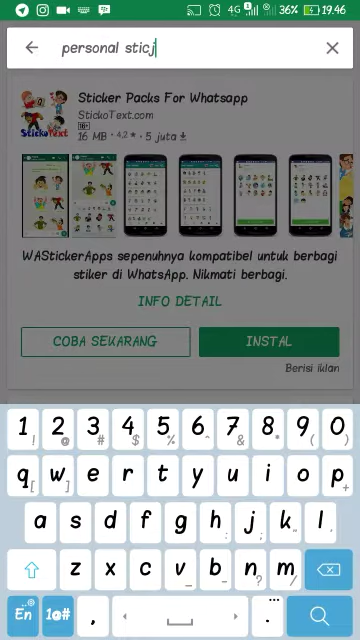 4G 36% 19.46
personal sticj
Sticker Packs For Whatsapp
StickoText.com
StickoText
18+
16 MB · 4,2 ★ · 5 juta
WAStickerApps sepenuhnya kompatibel untuk berbagi
stiker di WhatsApp. Nikmati berbagi.
INFO DETAIL
COBA SEKARANG
INSTAL
Berisi iklan
1 ! 2 @ 3 # 4 $ 5 % 6 ^ 7 & 8 * 9 ( 0 )
q [ w ] e r t y u i o p +
a s d f g h : j ; k " l '
z x c v _ b - n ? m /
En 1@# , . ...